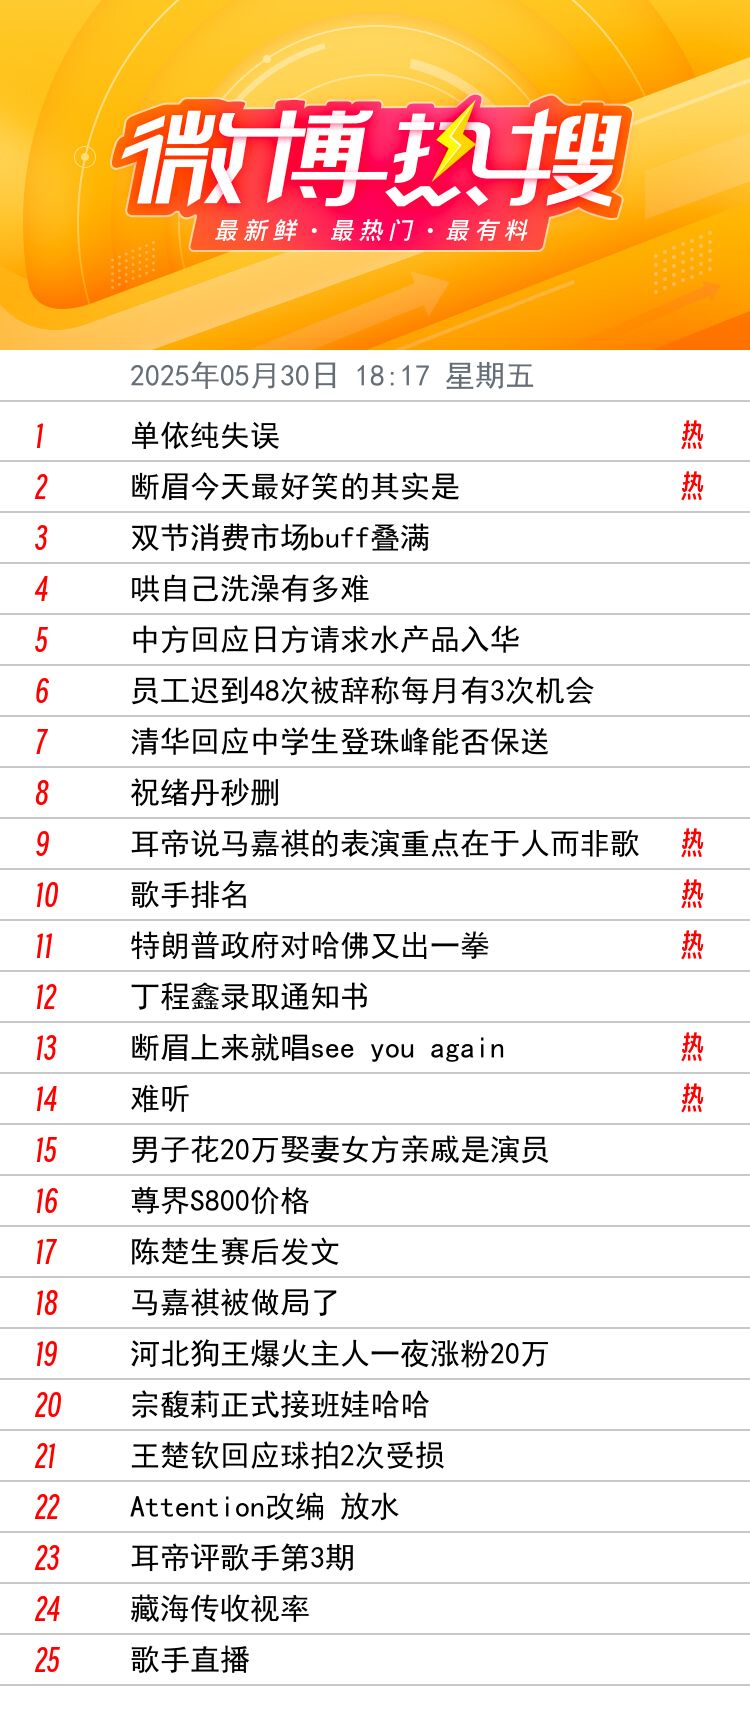 微博热搜
最新鲜·最热门·最有料
2025年05月30日 18:17 星期五
1 单依纯失误 热
2 断眉今天最好笑的其实是 热
3 双节消费市场buff叠满
4 哄自己洗澡有多难
5 中方回应日方请求水产品入华
6 员工迟到48次被辞称每月有3次机会
7 清华回应中学生登珠峰能否保送
8 祝绪丹秒删
9 耳帝说马嘉祺的表演重点在于人而非歌 热
10 歌手排名 热
11 特朗普政府对哈佛又出一拳 热
12 丁程鑫录取通知书
13 断眉上来就唱see you again 热
14 难听 热
15 男子花20万娶妻女方亲戚是演员
16 尊界S800价格
17 陈楚生赛后发文
18 马嘉祺被做局了
19 河北狗王爆火主人一夜涨粉20万
20 宗馥莉正式接班娃哈哈
21 王楚钦回应球拍2次受损
22 Attention改编 放水
23 耳帝评歌手第3期
24 藏海传收视率
25 歌手直播